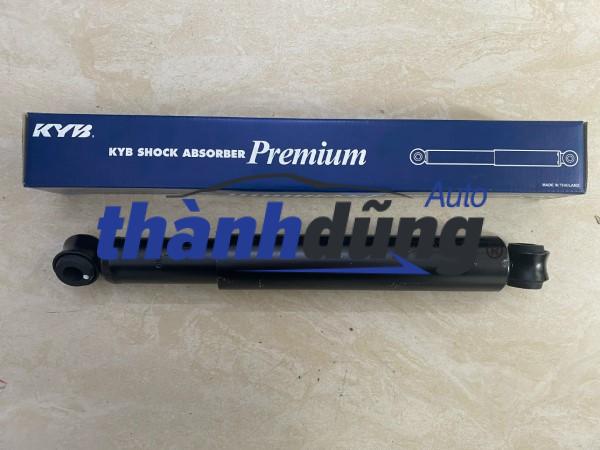 KYB
KYB SHOCK ABSORBER Premium
MADE IN THAILAND
Auto
thànhdũng
®